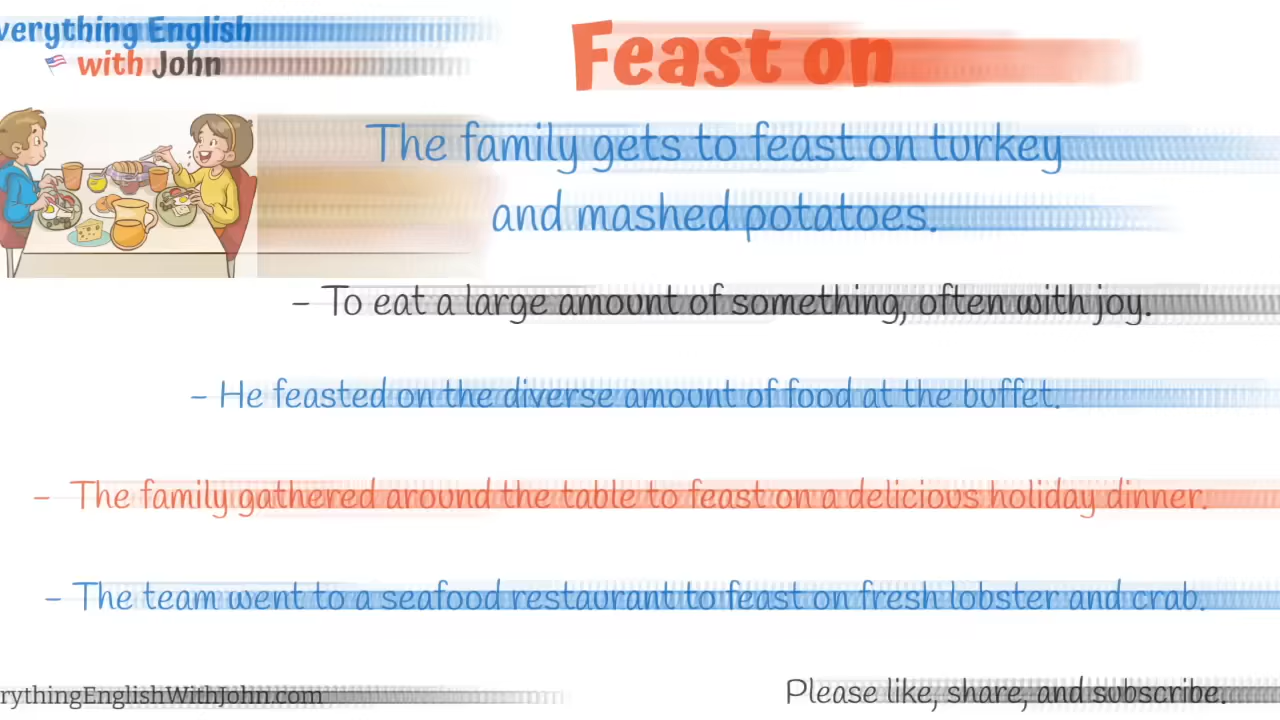 verything English
with John
Feast on
The family gets to feast on turkey
and mashed potatoes.
– To eat a large amount of something, often with joy.
– He feasted on the diverse amount of food at the buffet.
– The family gathered around the table to feast on a delicious holiday dinner.
– The team went to a seafood restaurant to feast on fresh lobster and crab.
rythingEnglishWithJohn.com
Please like, share, and subscribe.